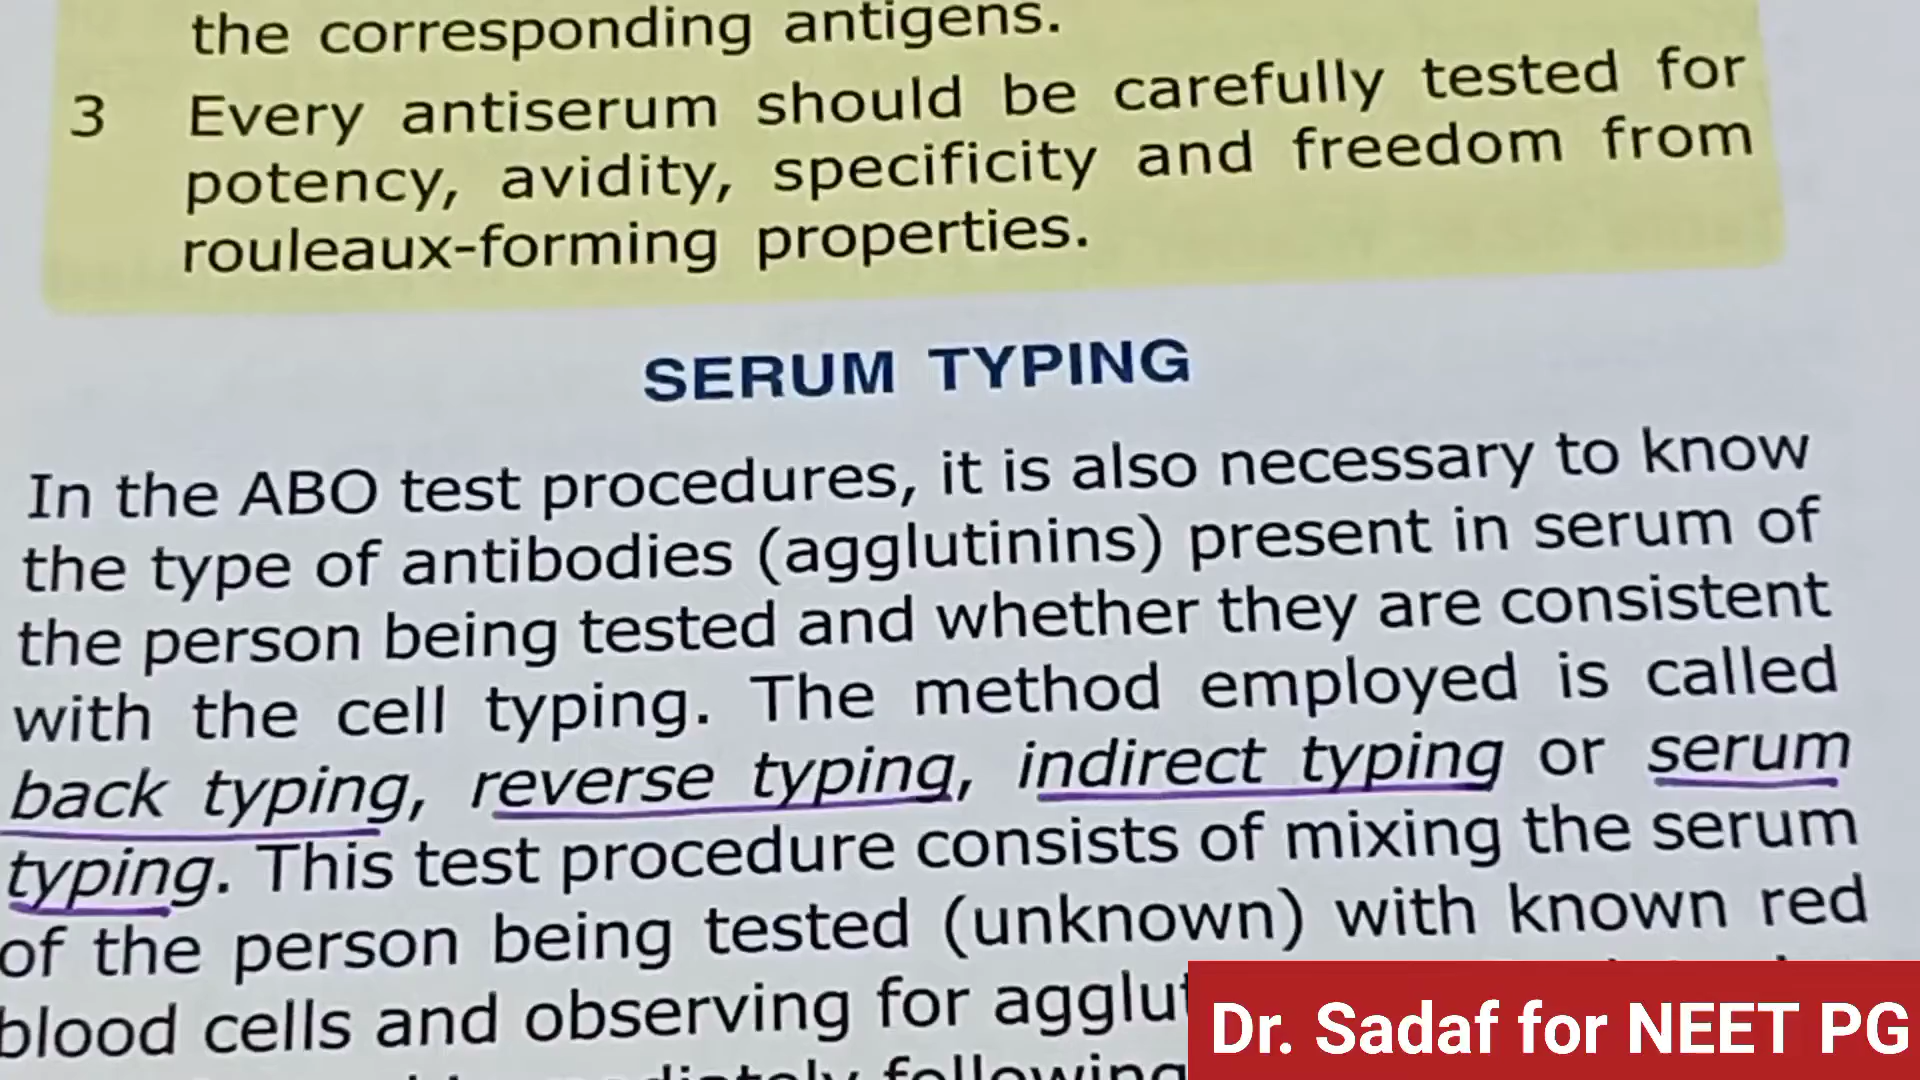 the corresponding antigens.
3 Every antiserum should be carefully tested for
potency, avidity, specificity and freedom from
rouleaux-forming properties.
SERUM TYPING
In the ABO test procedures, it is also necessary to know
the type of antibodies (agglutinins) present in serum of
the person being tested and whether they are consistent
with the cell typing. The method employed is called
back typing, reverse typing, indirect typing or serum
typing. This test procedure consists of mixing the serum
of the person being tested (unknown) with known red
blood cells and observing for
following
Dr. Sadaf for NEET PG